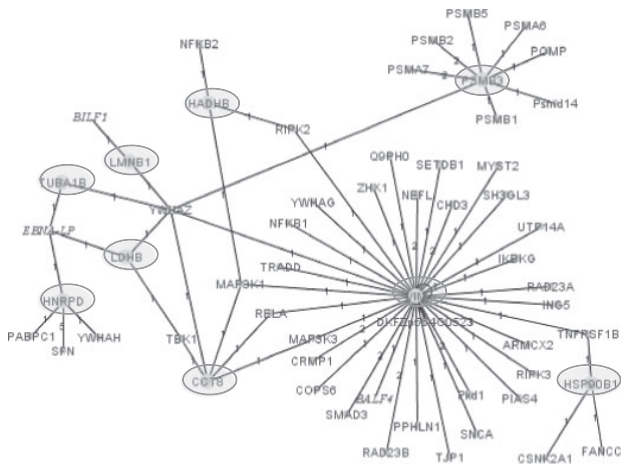 PSMB5
PSMA6
NFKB2
PSMB2
POMP
PSMA7
PSMB3
HADHB
Psmd14
PSMB1
BILF1
RIPK2
LMNB1
Q9PH0
SETDB1
MYST2
TUBA1B
ZHX1
NEFL
SH3GL3
YWHAZ
YWHAG
CHD3
NFKB1
UTP14A
EBNA-LP
LDHB
TRADD
IKBKG
MAP3K1
RAD23A
HNRPD
ING5
RELA
PABPC1
YWHAH
TBK1
MAP3K3
TNFRSF1B
SFN
ARMCX2
CRMP1
CCT8
RIPK3
HSP90B1
COPS6
BALF4
Pkd1
PIAS4
SMAD3
PPHLN1
SNCA
RAD23B
TJP1
CSNK2A1
FANCC